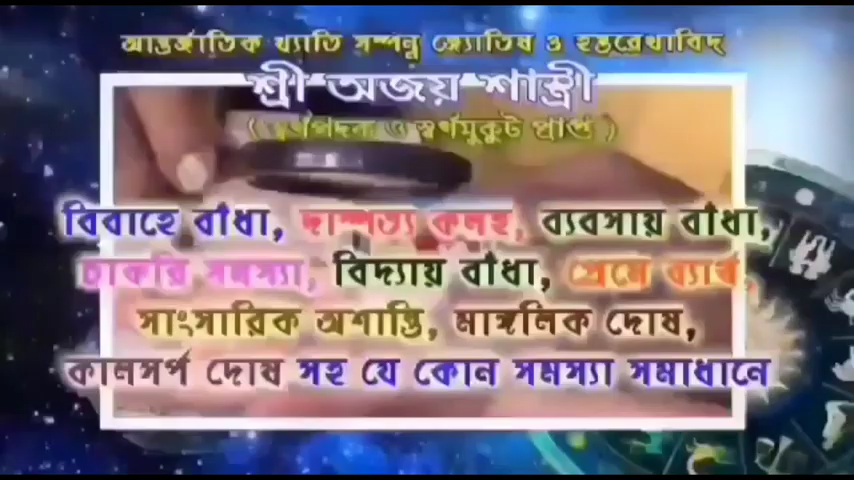 আন্তর্জাতিক খ্যাতি সম্পন্ন জ্যোতিষ ও হস্তরেখাবিদ
শ্রী অজয় শাস্ত্রী
( স্বর্ণপদক ও স্বর্ণমুকুট প্রাপ্ত )
বিবাহে বাঁধা, দাম্পত্য কলহ, ব্যবসায় বাঁধা,
চাকরি সমস্যা, বিদ্যায় বাঁধা, প্রেমে ব্যার্থ,
সাংসারিক অশান্তি, মাঙ্গলিক দোষ,
কালসর্প দোষ সহ যে কোন সমস্যা সমাধানে